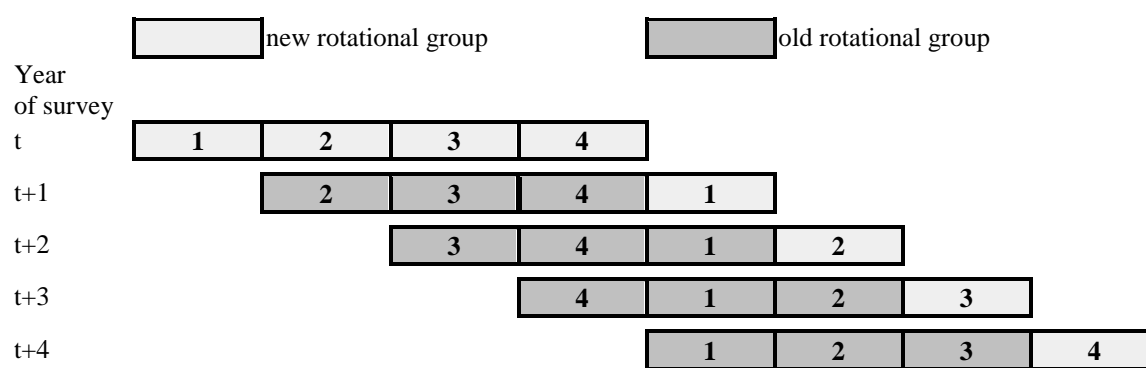 new rotational group old rotational group
Year
of survey
t 1 2 3 4
t+1 2 3 4 1
t+2 3 4 1 2
t+3 4 1 2 3
t+4 1 2 3 4